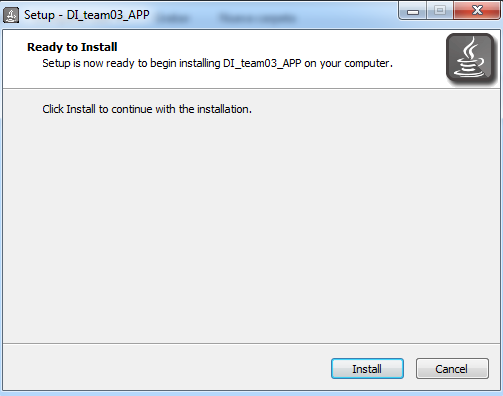 Setup - DI_team03_APP
Ready to Install
Setup is now ready to begin installing DI_team03_APP on your computer.
Click Install to continue with the installation.
Install
Cancel